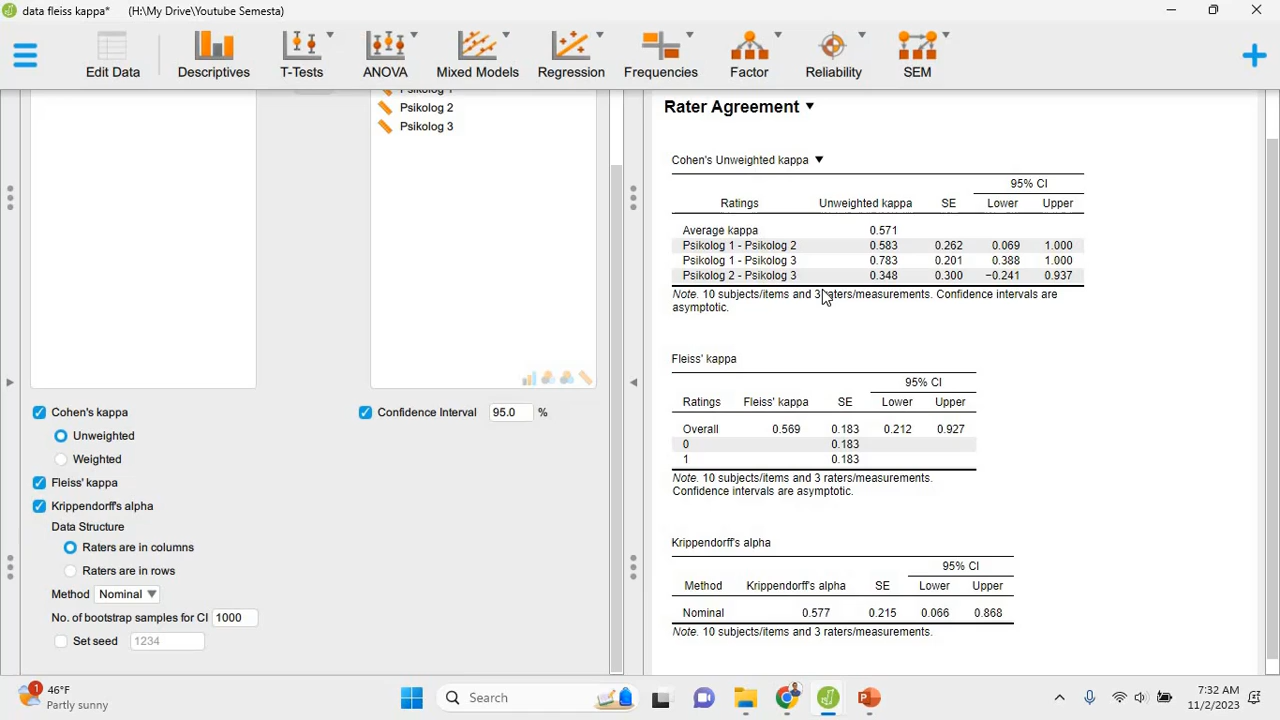 data fleiss kappa* (H:\My Drive\Youtube Semesta)
Edit Data
Descriptives
T-Tests
ANOVA
Mixed Models
Regression
Frequencies
Factor
Reliability
SEM
Psikolog 2
Psikolog 3
Cohen's kappa
Confidence Interval 95.0 %
Unweighted
Weighted
Fleiss' kappa
Krippendorff's alpha
Data Structure
Raters are in columns
Raters are in rows
Method Nominal
No. of bootstrap samples for CI 1000
Set seed 1234
Rater Agreement
Cohen's Unweighted kappa
95% CI
Ratings Unweighted kappa SE Lower Upper
Average kappa 0.571
Psikolog 1 - Psikolog 2 0.583 0.262 0.069 1.000
Psikolog 1 - Psikolog 3 0.783 0.201 0.388 1.000
Psikolog 2 - Psikolog 3 0.348 0.300 −0.241 0.937
Note. 10 subjects/items and 3 raters/measurements. Confidence intervals are
asymptotic.
Fleiss' kappa
95% CI
Ratings Fleiss' kappa SE Lower Upper
Overall 0.569 0.183 0.212 0.927
0 0.183
1 0.183
Note. 10 subjects/items and 3 raters/measurements.
Confidence intervals are asymptotic.
Krippendorff's alpha
95% CI
Method Krippendorff's alpha SE Lower Upper
Nominal 0.577 0.215 0.066 0.868
Note. 10 subjects/items and 3 raters/measurements.
1
46°F
Partly sunny
Search
7:32 AM
11/2/2023